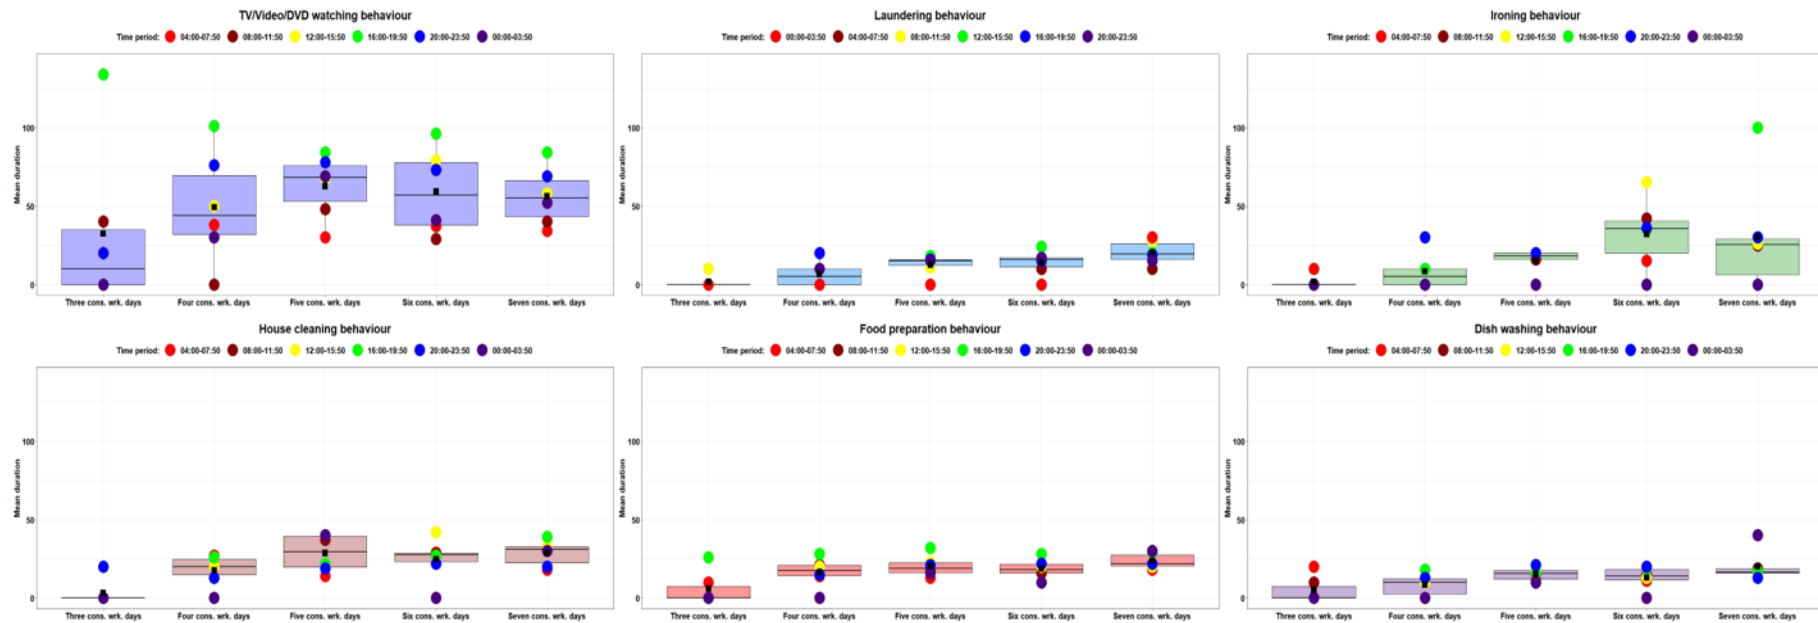 TV/Video/DVD watching behaviour
Time period: 04:00-07:50 08:00-11:50 12:00-15:50 16:00-19:50 20:00-23:50 00:00-03:50
Mean duration
100
50
0
Three cons. wrk. days Four cons. wrk. days Five cons. wrk. days Six cons. wrk. days Seven cons. wrk. days
Laundering behaviour
Time period: 00:00-03:50 04:00-07:50 08:00-11:50 12:00-15:50 16:00-19:50 20:00-23:50
Mean duration
100
50
0
Three cons. wrk. days Four cons. wrk. days Five cons. wrk. days Six cons. wrk. days Seven cons. wrk. days
Ironing behaviour
Time period: 04:00-07:50 08:00-11:50 12:00-15:50 16:00-19:50 20:00-23:50 00:00-03:50
Mean duration
100
50
0
Three cons. wrk. days Four cons. wrk. days Five cons. wrk. days Six cons. wrk. days Seven cons. wrk. days
House cleaning behaviour
Time period: 04:00-07:50 08:00-11:50 12:00-15:50 16:00-19:50 20:00-23:50 00:00-03:50
Mean duration
100
50
0
Three cons. wrk. days Four cons. wrk. days Five cons. wrk. days Six cons. wrk. days Seven cons. wrk. days
Food preparation behaviour
Time period: 04:00-07:50 08:00-11:50 12:00-15:50 16:00-19:50 20:00-23:50 00:00-03:50
Mean duration
100
50
0
Three cons. wrk. days Four cons. wrk. days Five cons. wrk. days Six cons. wrk. days Seven cons. wrk. days
Dish washing behaviour
Time period: 04:00-07:50 08:00-11:50 12:00-15:50 16:00-19:50 20:00-23:50 00:00-03:50
Mean duration
100
50
0
Three cons. wrk. days Four cons. wrk. days Five cons. wrk. days Six cons. wrk. days Seven cons. wrk. days